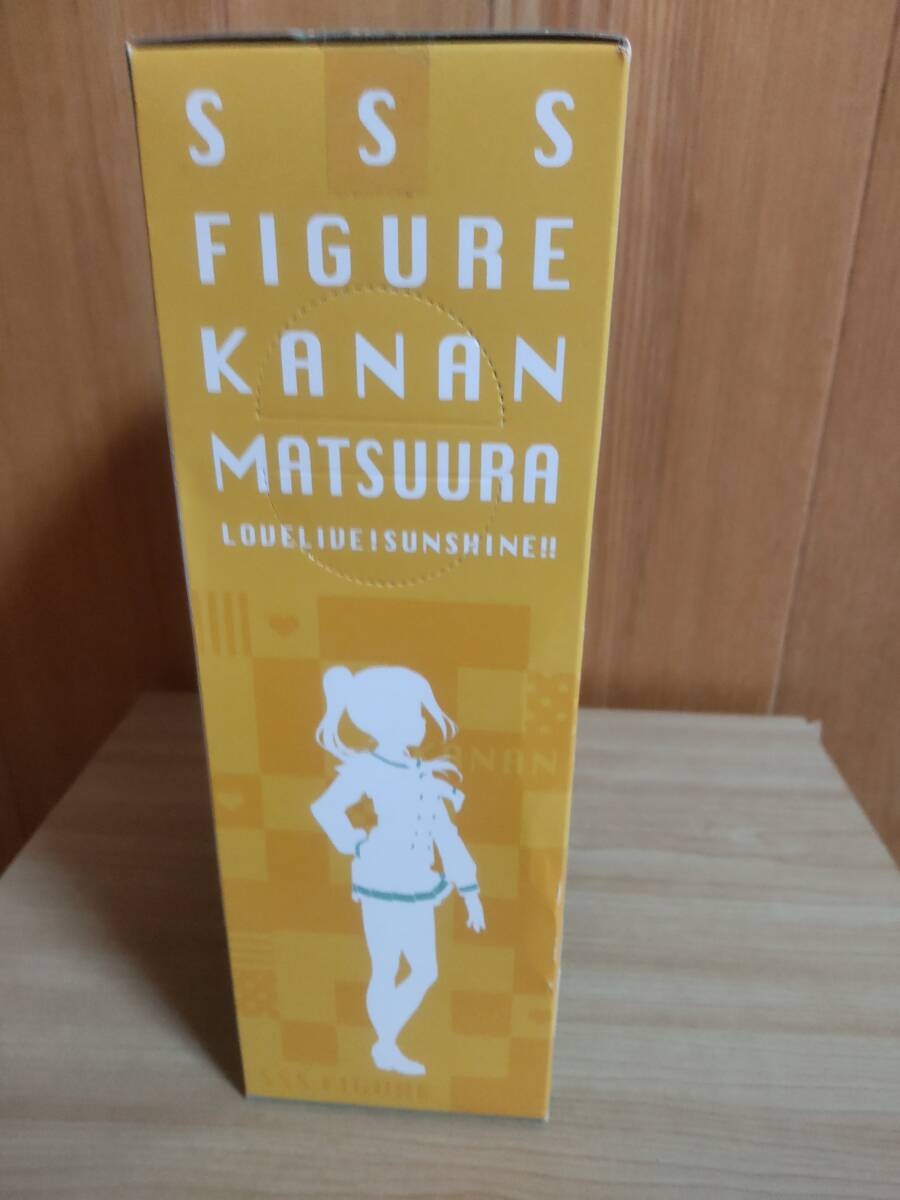 S S S
FIGURE
KANAN
MATSUURA
LOVELIVE!SUNSHINE!!
KANAN
SSS FIGURE